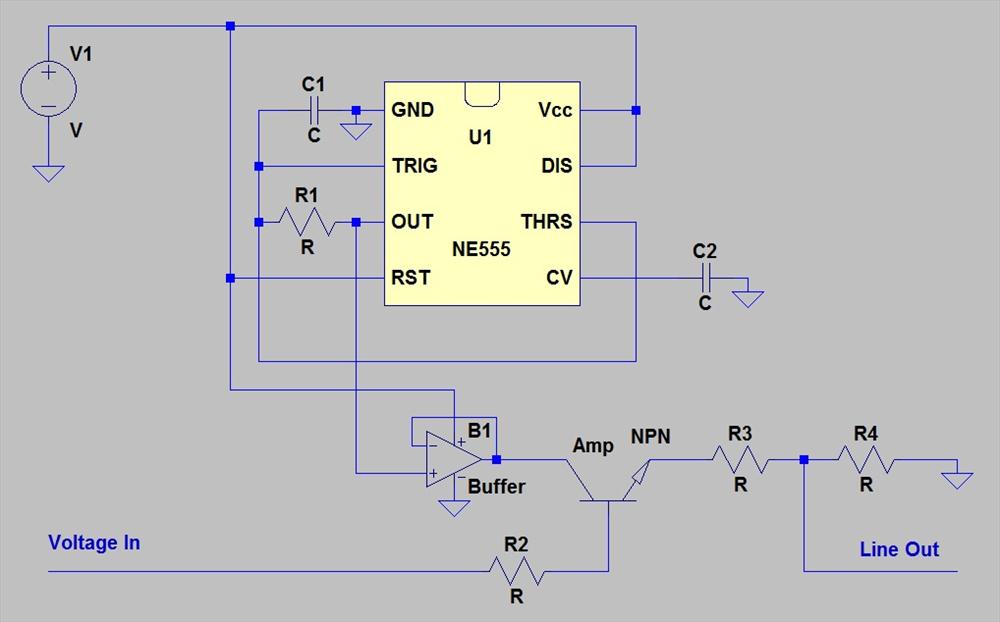 V1
V
C1
C
GND
Vcc
U1
TRIG
DIS
R1
R
OUT
THRS
NE555
RST
CV
C2
C
B1
+
−
+
−
Buffer
Amp
NPN
R3
R
R4
R
Voltage In
R2
R
Line Out